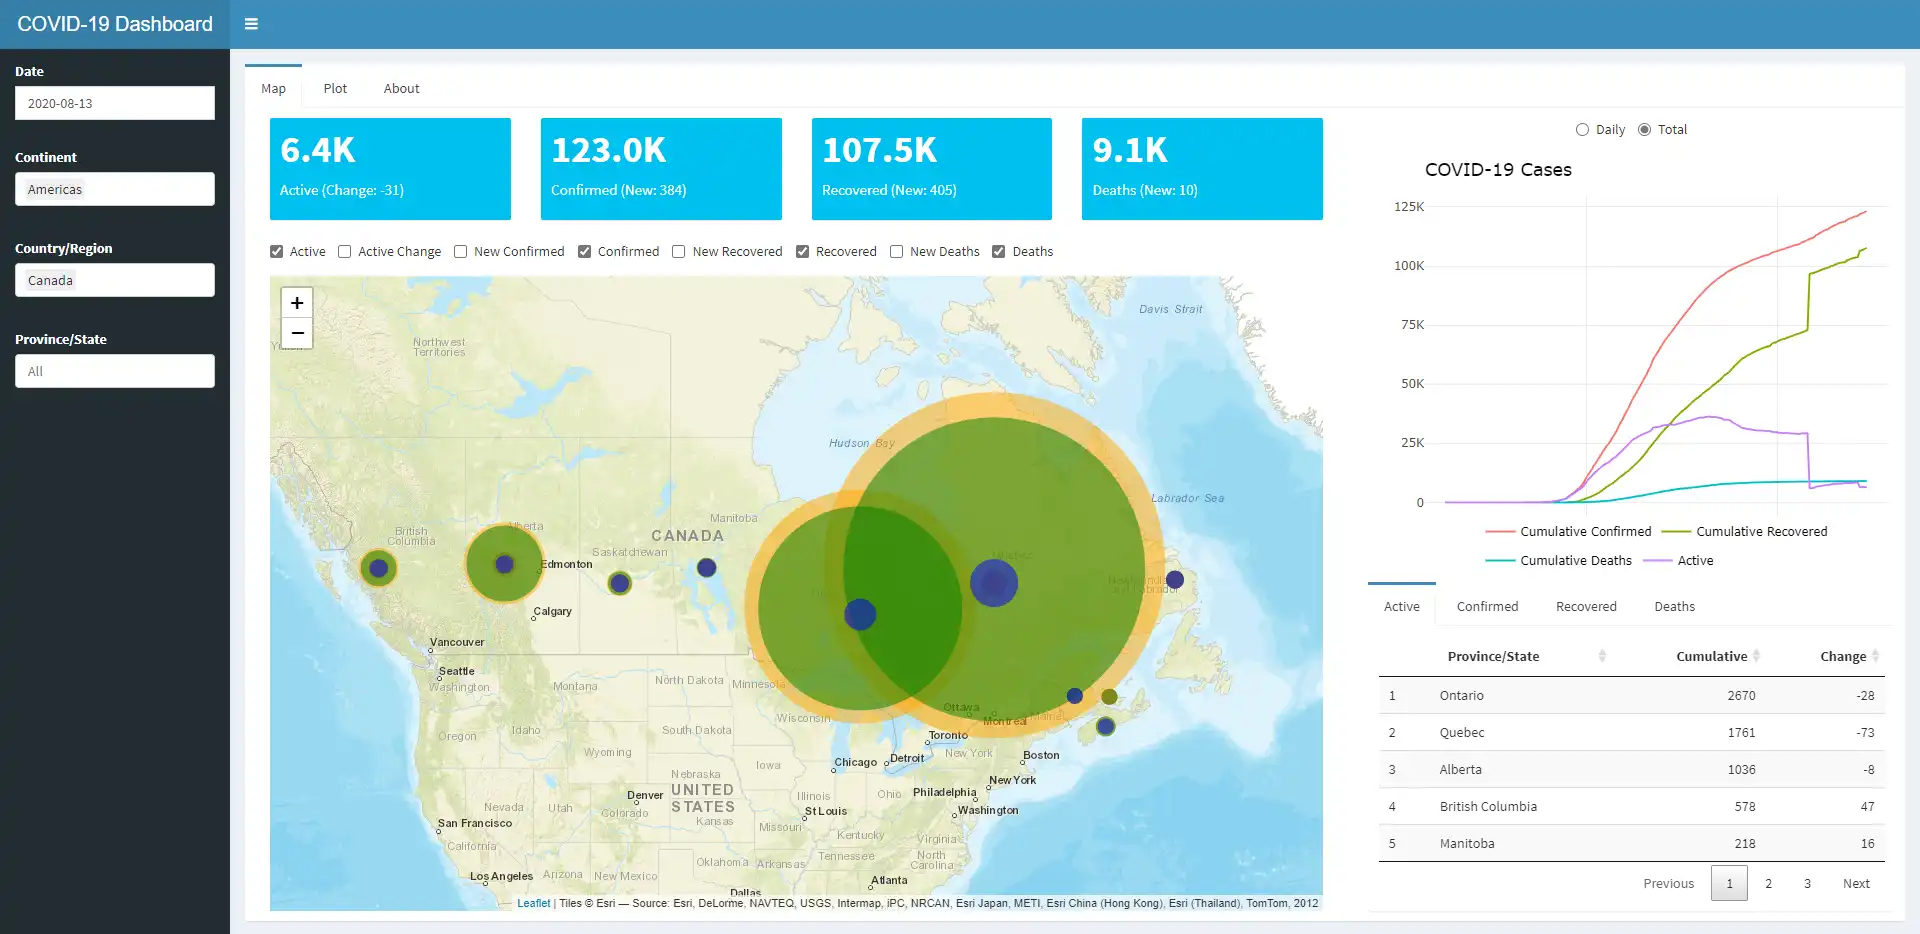 COVID-19 Dashboard
Date
2020-08-13
Continent
Americas
Country/Region
Canada
Province/State
All
Map Plot About
6.4K
Active (Change: -31)
123.0K
Confirmed (New: 384)
107.5K
Recovered (New: 405)
9.1K
Deaths (New: 10)
Active Active Change New Confirmed Confirmed New Recovered Recovered New Deaths Deaths
+
−
Davis Strait
Northwest
Territories
Hudson Bay
Labrador Sea
Manitoba
Alberta
British
Columbia
CANADA
Saskatchewan
Edmonton
Calgary
Vancouver
Seattle
Washington
Montana
North Dakota
Minnesota
Ottawa
Montreal
Maine
Wisconsin
Oregon
Idaho
South Dakota
Toronto
Wyoming
Iowa
Chicago
Detroit
New York
Boston
Nebraska
New York
UNITED
STATES
Denver
Nevada
Utah
Colorado
Kansas
Illinois
Ohio
Philadelphia
St Louis
Washington
San Francisco
Missouri
California
Kentucky
Virginia
Oklahoma
Arkansas
Tennessee
North
Carolina
Los Angeles
Arizona
New Mexico
Atlanta
Dallas
Leaflet | Tiles © Esri — Source: Esri, DeLorme, NAVTEQ, USGS, Intermap, iPC, NRCAN, Esri Japan, METI, Esri China (Hong Kong), Esri (Thailand), TomTom, 2012
Daily Total
COVID-19 Cases
125K
100K
75K
50K
25K
0
Cumulative Confirmed Cumulative Recovered
Cumulative Deaths Active
Active Confirmed Recovered Deaths
Province/State Cumulative Change
1 Ontario 2670 -28
2 Quebec 1761 -73
3 Alberta 1036 -8
4 British Columbia 578 47
5 Manitoba 218 16
Previous 1 2 3 Next